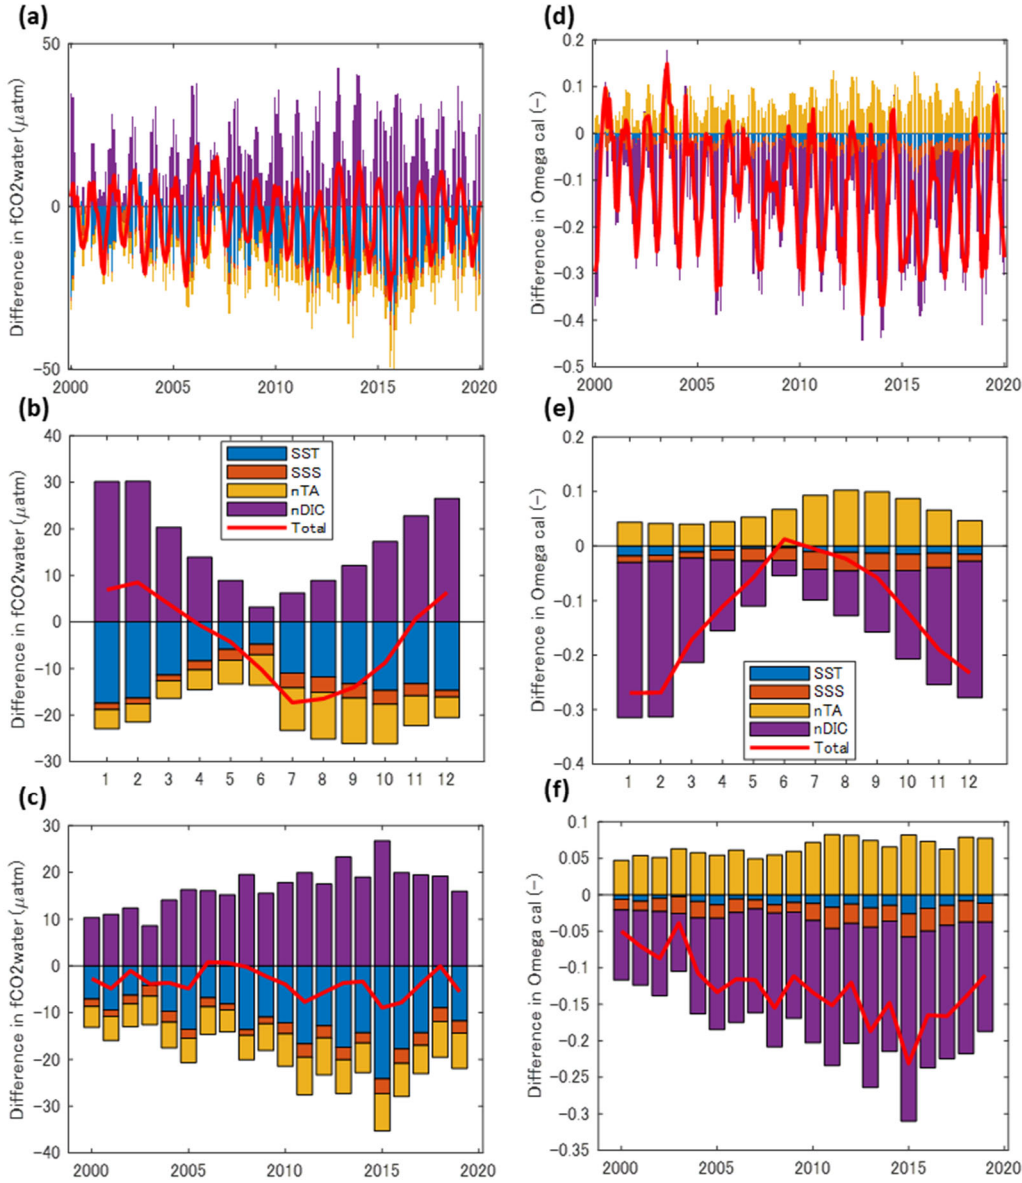 (a)
Difference in fCO2water (μatm)
50
0
-50
2000 2005 2010 2015 2020
(d)
Difference in Omega cal (-)
0.2
0.1
0
-0.1
-0.2
-0.3
-0.4
-0.5
2000 2005 2010 2015 2020
(b)
Difference in fCO2water (μatm)
40
30
20
10
0
-10
-20
-30
SST
SSS
nTA
nDIC
Total
1 2 3 4 5 6 7 8 9 10 11 12
(e)
Difference in Omega cal (-)
0.2
0.1
0
-0.1
-0.2
-0.3
-0.4
SST
SSS
nTA
nDIC
Total
1 2 3 4 5 6 7 8 9 10 11 12
(c)
Difference in fCO2water (μatm)
30
20
10
0
-10
-20
-30
-40
2000 2005 2010 2015 2020
(f)
Difference in Omega cal (-)
0.1
0.05
0
-0.05
-0.1
-0.15
-0.2
-0.25
-0.3
-0.35
2000 2005 2010 2015 2020